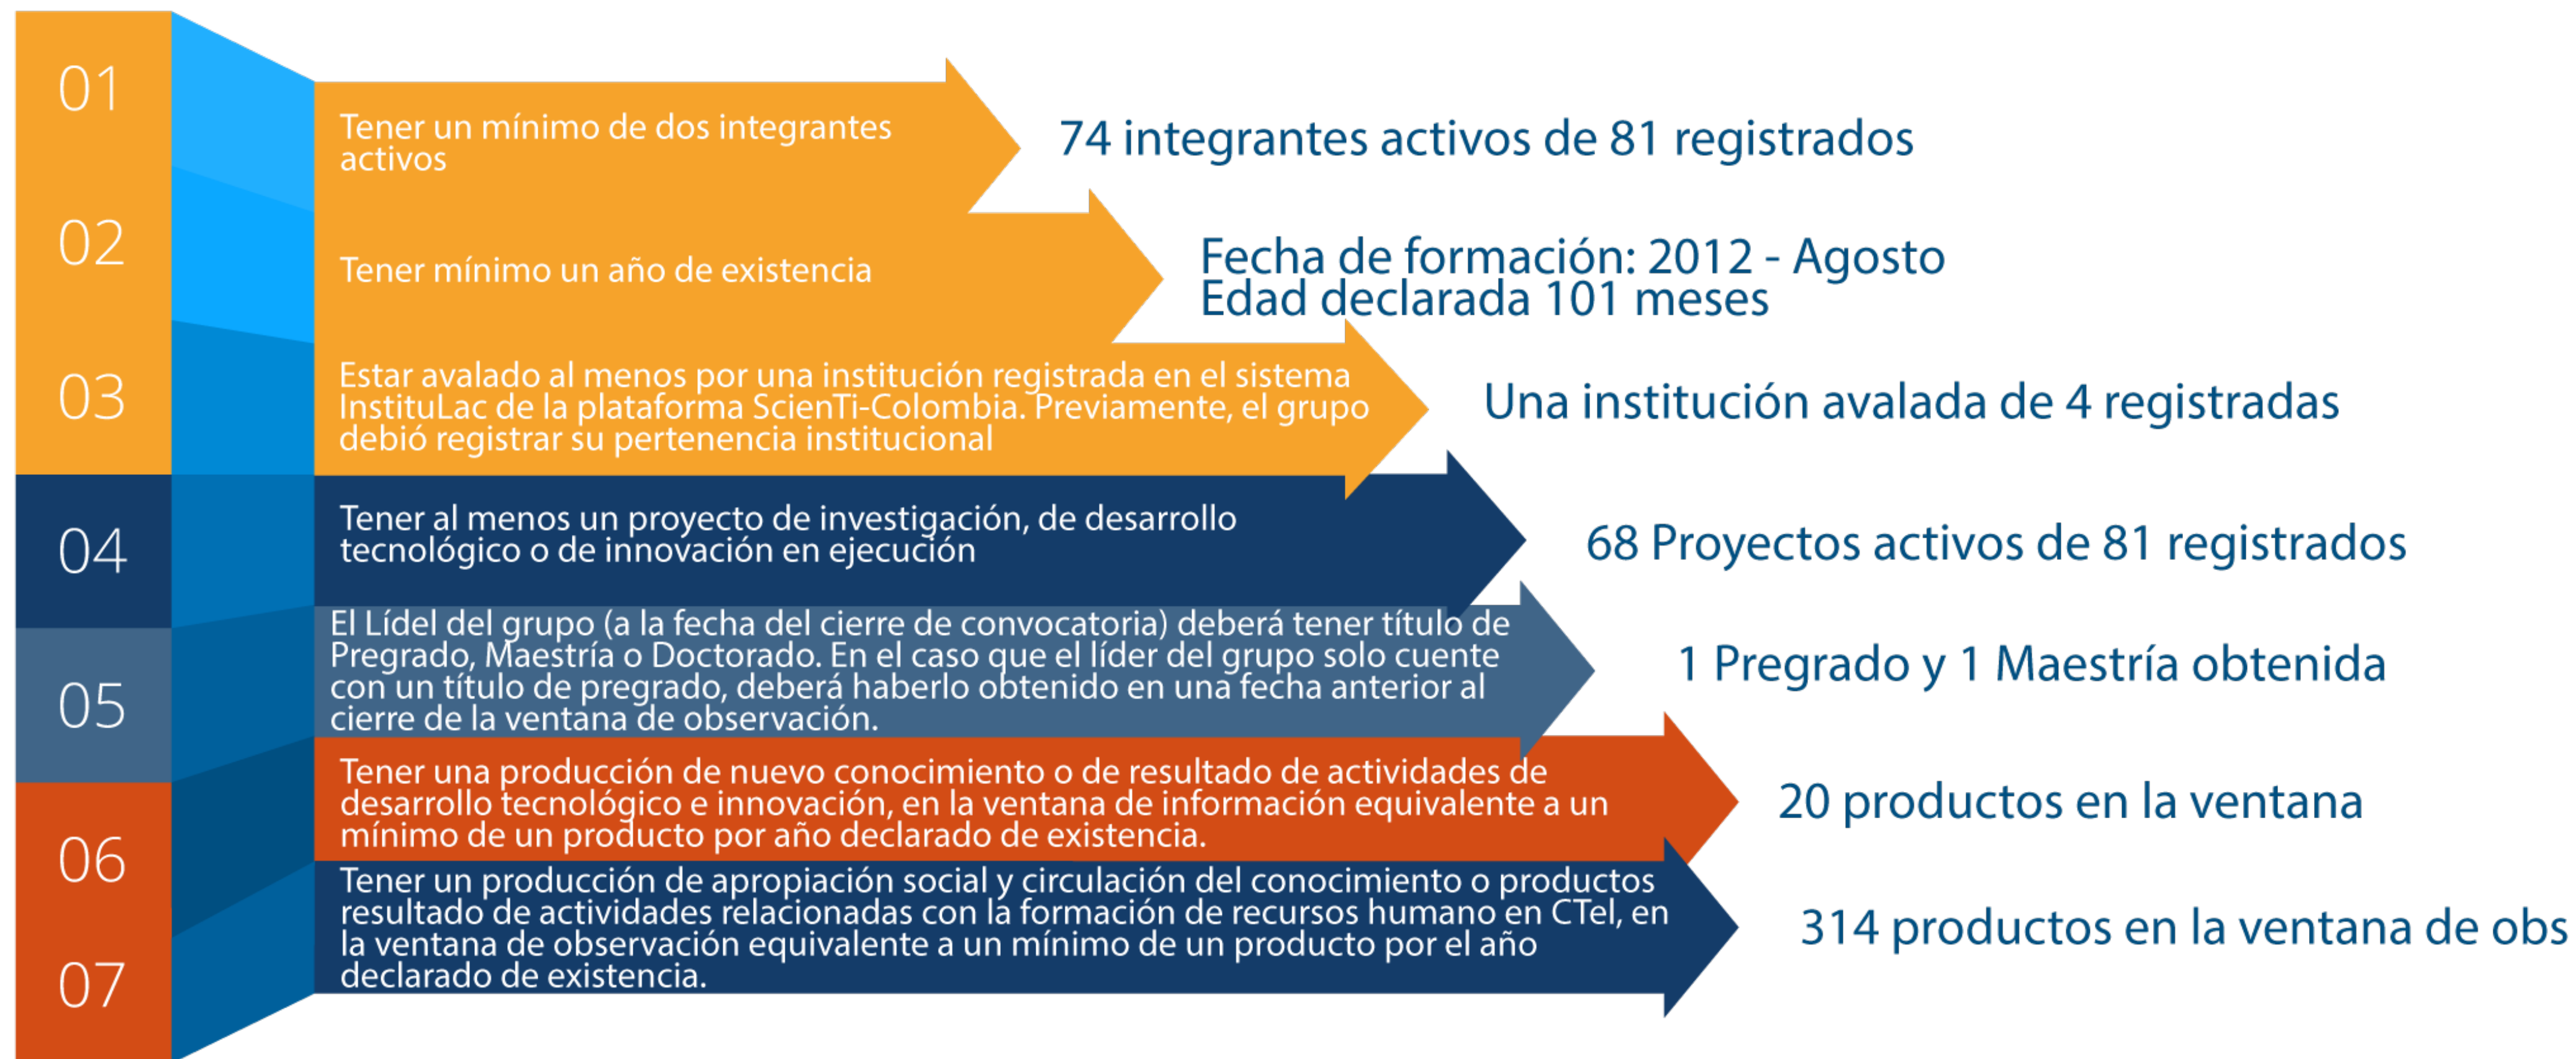 01
Tener un mínimo de dos integrantes
activos
74 integrantes activos de 81 registrados
02
Tener mínimo un año de existencia
Fecha de formación: 2012 - Agosto
Edad declarada 101 meses
03
Estar avalado al menos por una institución registrada en el sistema
InstituLac de la plataforma ScienTi-Colombia. Previamente, el grupo
debió registrar su pertenencia institucional
Una institución avalada de 4 registradas
04
Tener al menos un proyecto de investigación, de desarrollo
tecnológico o de innovación en ejecución
68 Proyectos activos de 81 registrados
05
El Lídel del grupo (a la fecha del cierre de convocatoria) deberá tener título de
Pregrado, Maestría o Doctorado. En el caso que el líder del grupo solo cuente
con un título de pregrado, deberá haberlo obtenido en una fecha anterior al
cierre de la ventana de observación.
1 Pregrado y 1 Maestría obtenida
06
Tener una producción de nuevo conocimiento o de resultado de actividades de
desarrollo tecnológico e innovación, en la ventana de información equivalente a un
mínimo de un producto por año declarado de existencia.
20 productos en la ventana
07
Tener un producción de apropiación social y circulación del conocimiento o productos
resultado de actividades relacionadas con la formación de recursos humano en CTel, en
la ventana de observación equivalente a un mínimo de un producto por el año
declarado de existencia.
314 productos en la ventana de obs